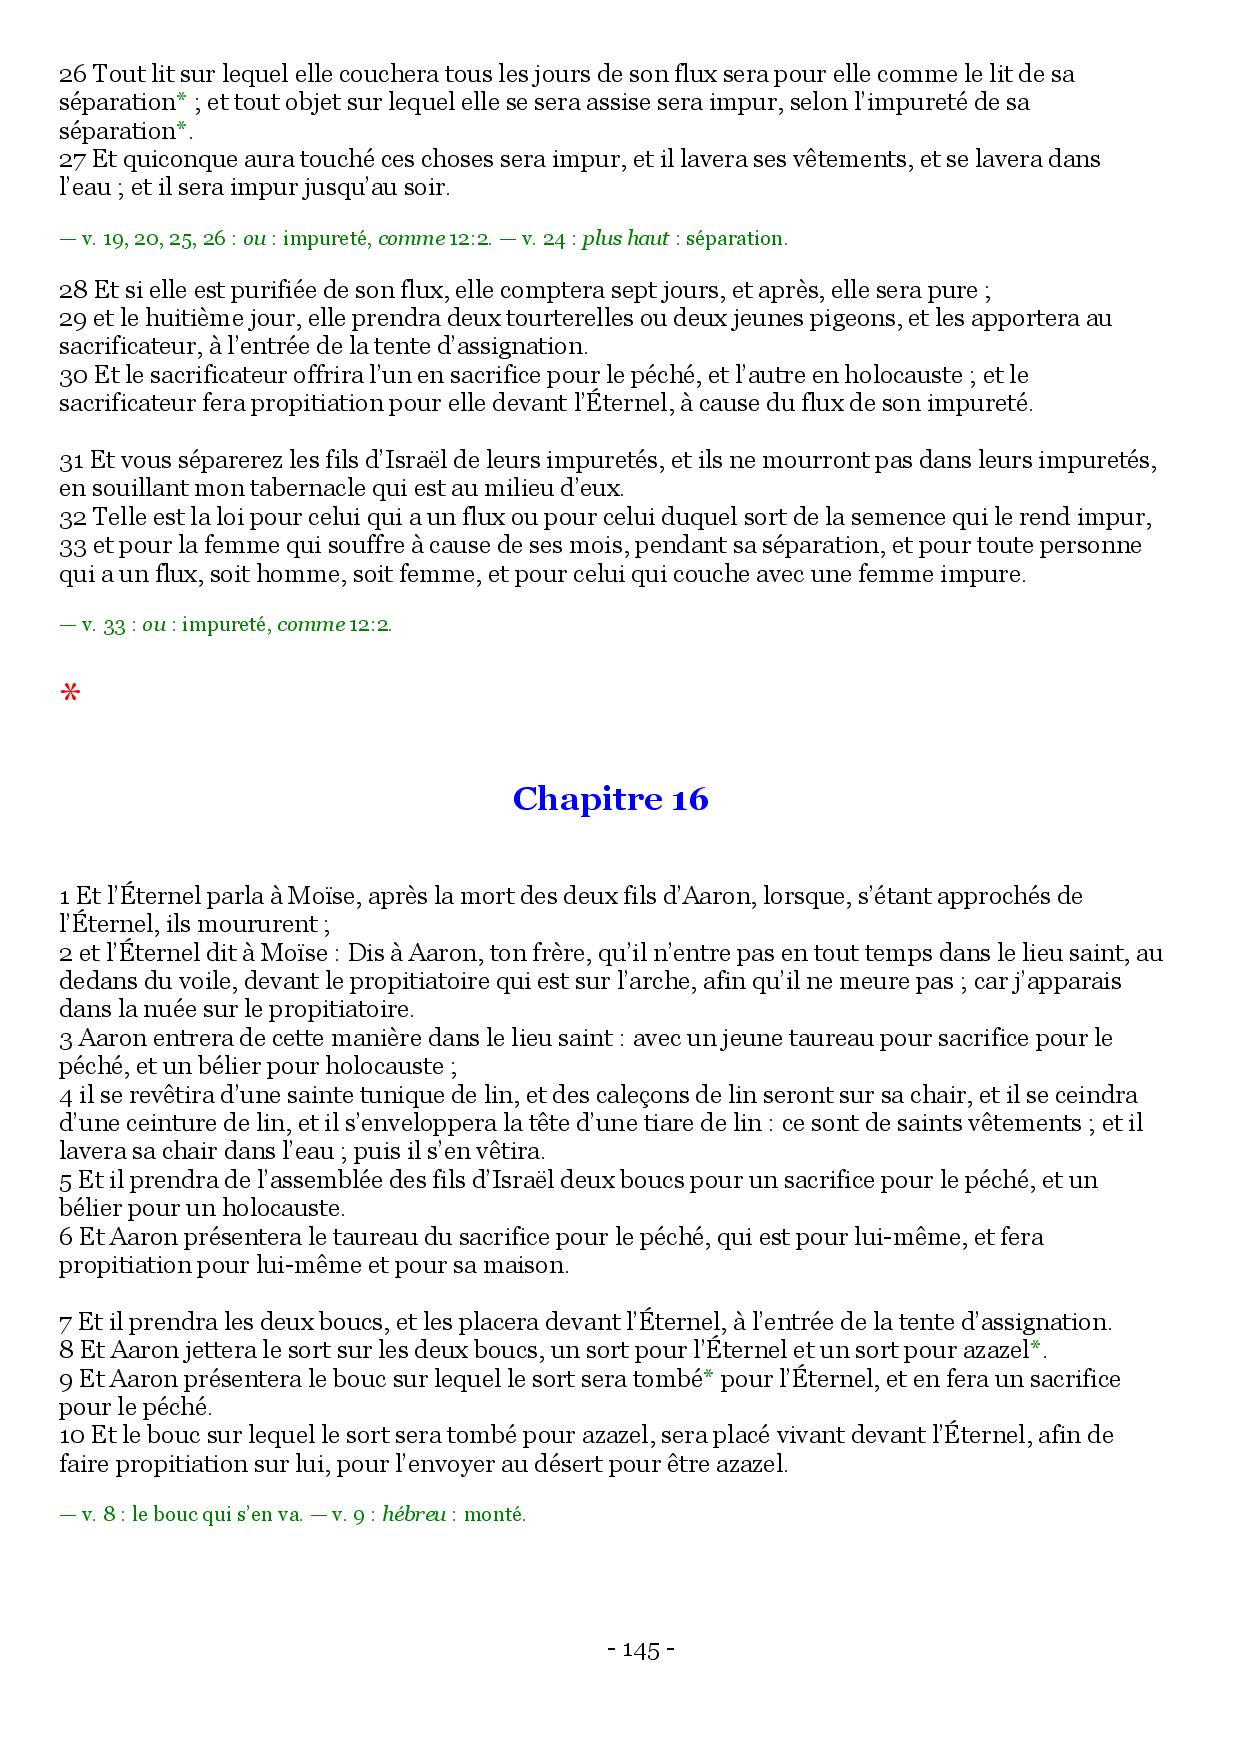 26 Tout lit sur lequel elle couchera tous les jours de son flux sera pour elle comme le lit de sa
séparation* ; et tout objet sur lequel elle se sera assise sera impur, selon l’impureté de sa
séparation*.
27 Et quiconque aura touché ces choses sera impur, et il lavera ses vêtements, et se lavera dans
l’eau ; et il sera impur jusqu’au soir.
— v. 19, 20, 25, 26 : ou : impureté, comme 12:2. — v. 24 : plus haut : séparation.
28 Et si elle est purifiée de son flux, elle comptera sept jours, et après, elle sera pure ;
29 et le huitième jour, elle prendra deux tourterelles ou deux jeunes pigeons, et les apportera au
sacrificateur, à l’entrée de la tente d’assignation.
30 Et le sacrificateur offrira l’un en sacrifice pour le péché, et l’autre en holocauste ; et le
sacrificateur fera propitiation pour elle devant l’Éternel, à cause du flux de son impureté.
31 Et vous séparerez les fils d’Israël de leurs impuretés, et ils ne mourront pas dans leurs impuretés,
en souillant mon tabernacle qui est au milieu d’eux.
32 Telle est la loi pour celui qui a un flux ou pour celui duquel sort de la semence qui le rend impur,
33 et pour la femme qui souffre à cause de ses mois, pendant sa séparation, et pour toute personne
qui a un flux, soit homme, soit femme, et pour celui qui couche avec une femme impure.
— v. 33 : ou : impureté, comme 12:2.
*
Chapitre 16
1 Et l’Éternel parla à Moïse, après la mort des deux fils d’Aaron, lorsque, s’étant approchés de
l’Éternel, ils moururent ;
2 et l’Éternel dit à Moïse : Dis à Aaron, ton frère, qu’il n’entre pas en tout temps dans le lieu saint, au
dedans du voile, devant le propitiatoire qui est sur l’arche, afin qu’il ne meure pas ; car j’apparais
dans la nuée sur le propitiatoire.
3 Aaron entrera de cette manière dans le lieu saint : avec un jeune taureau pour sacrifice pour le
péché, et un bélier pour holocauste ;
4 il se revêtira d’une sainte tunique de lin, et des caleçons de lin seront sur sa chair, et il se ceindra
d’une ceinture de lin, et il s’enveloppera la tête d’une tiare de lin : ce sont de saints vêtements ; et il
lavera sa chair dans l’eau ; puis il s’en vêtira.
5 Et il prendra de l’assemblée des fils d’Israël deux boucs pour un sacrifice pour le péché, et un
bélier pour un holocauste.
6 Et Aaron présentera le taureau du sacrifice pour le péché, qui est pour lui-même, et fera
propitiation pour lui-même et pour sa maison.
7 Et il prendra les deux boucs, et les placera devant l’Éternel, à l’entrée de la tente d’assignation.
8 Et Aaron jettera le sort sur les deux boucs, un sort pour l’Éternel et un sort pour azazel*.
9 Et Aaron présentera le bouc sur lequel le sort sera tombé* pour l’Éternel, et en fera un sacrifice
pour le péché.
10 Et le bouc sur lequel le sort sera tombé pour azazel, sera placé vivant devant l’Éternel, afin de
faire propitiation sur lui, pour l’envoyer au désert pour être azazel.
— v. 8 : le bouc qui s’en va. — v. 9 : hébreu : monté.
- 145 -